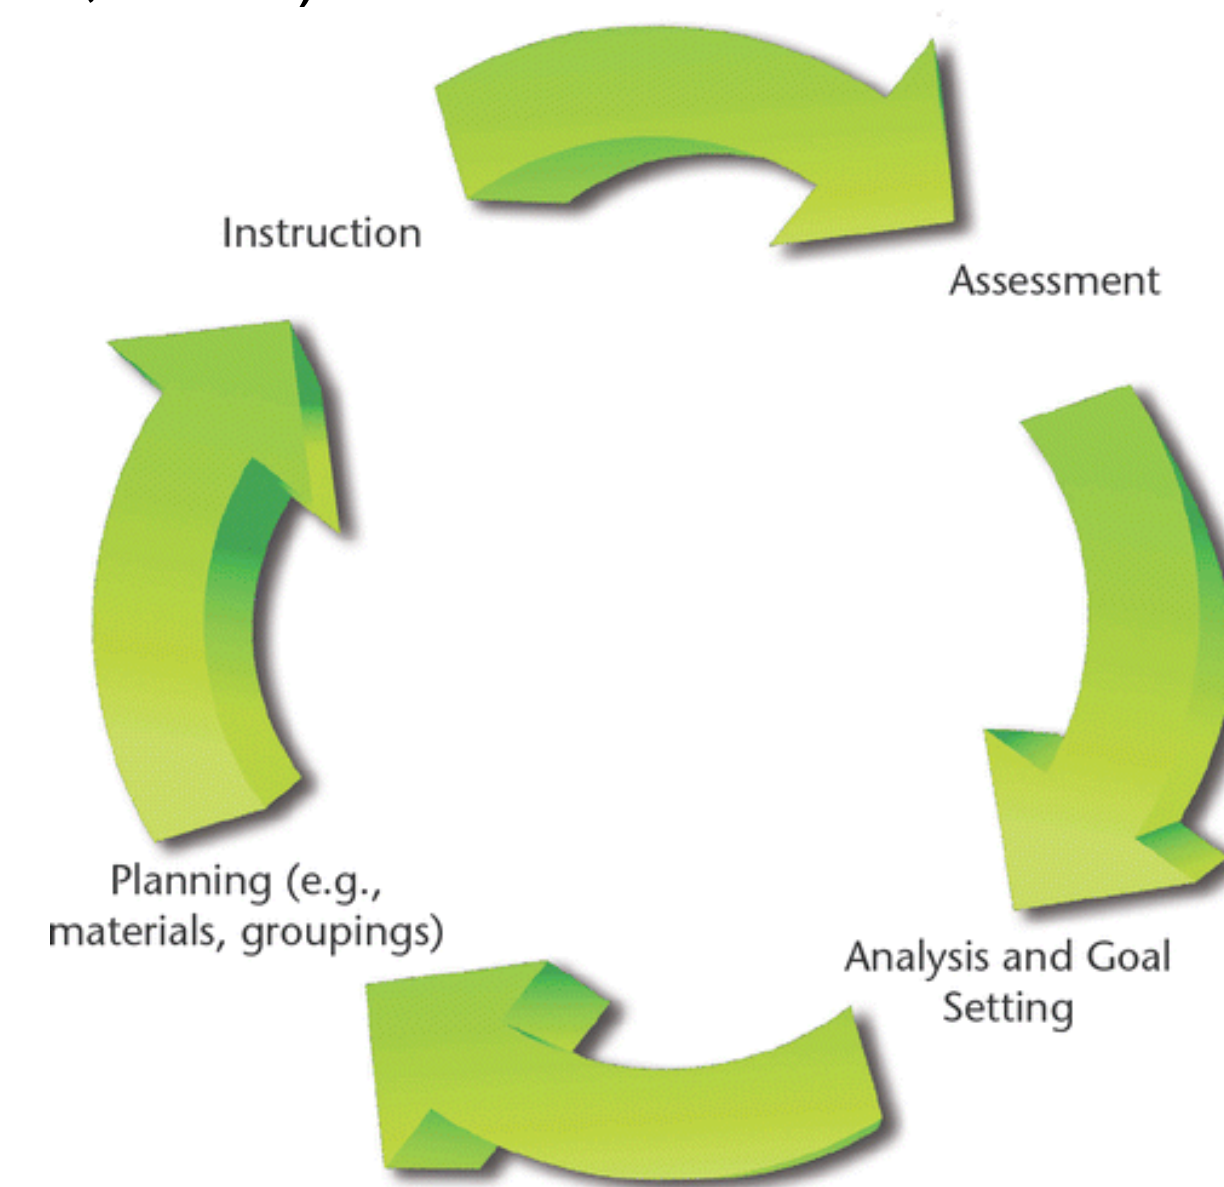 Instruction
Assessment
Planning (e.g.,
materials, groupings)
Analysis and Goal
Setting